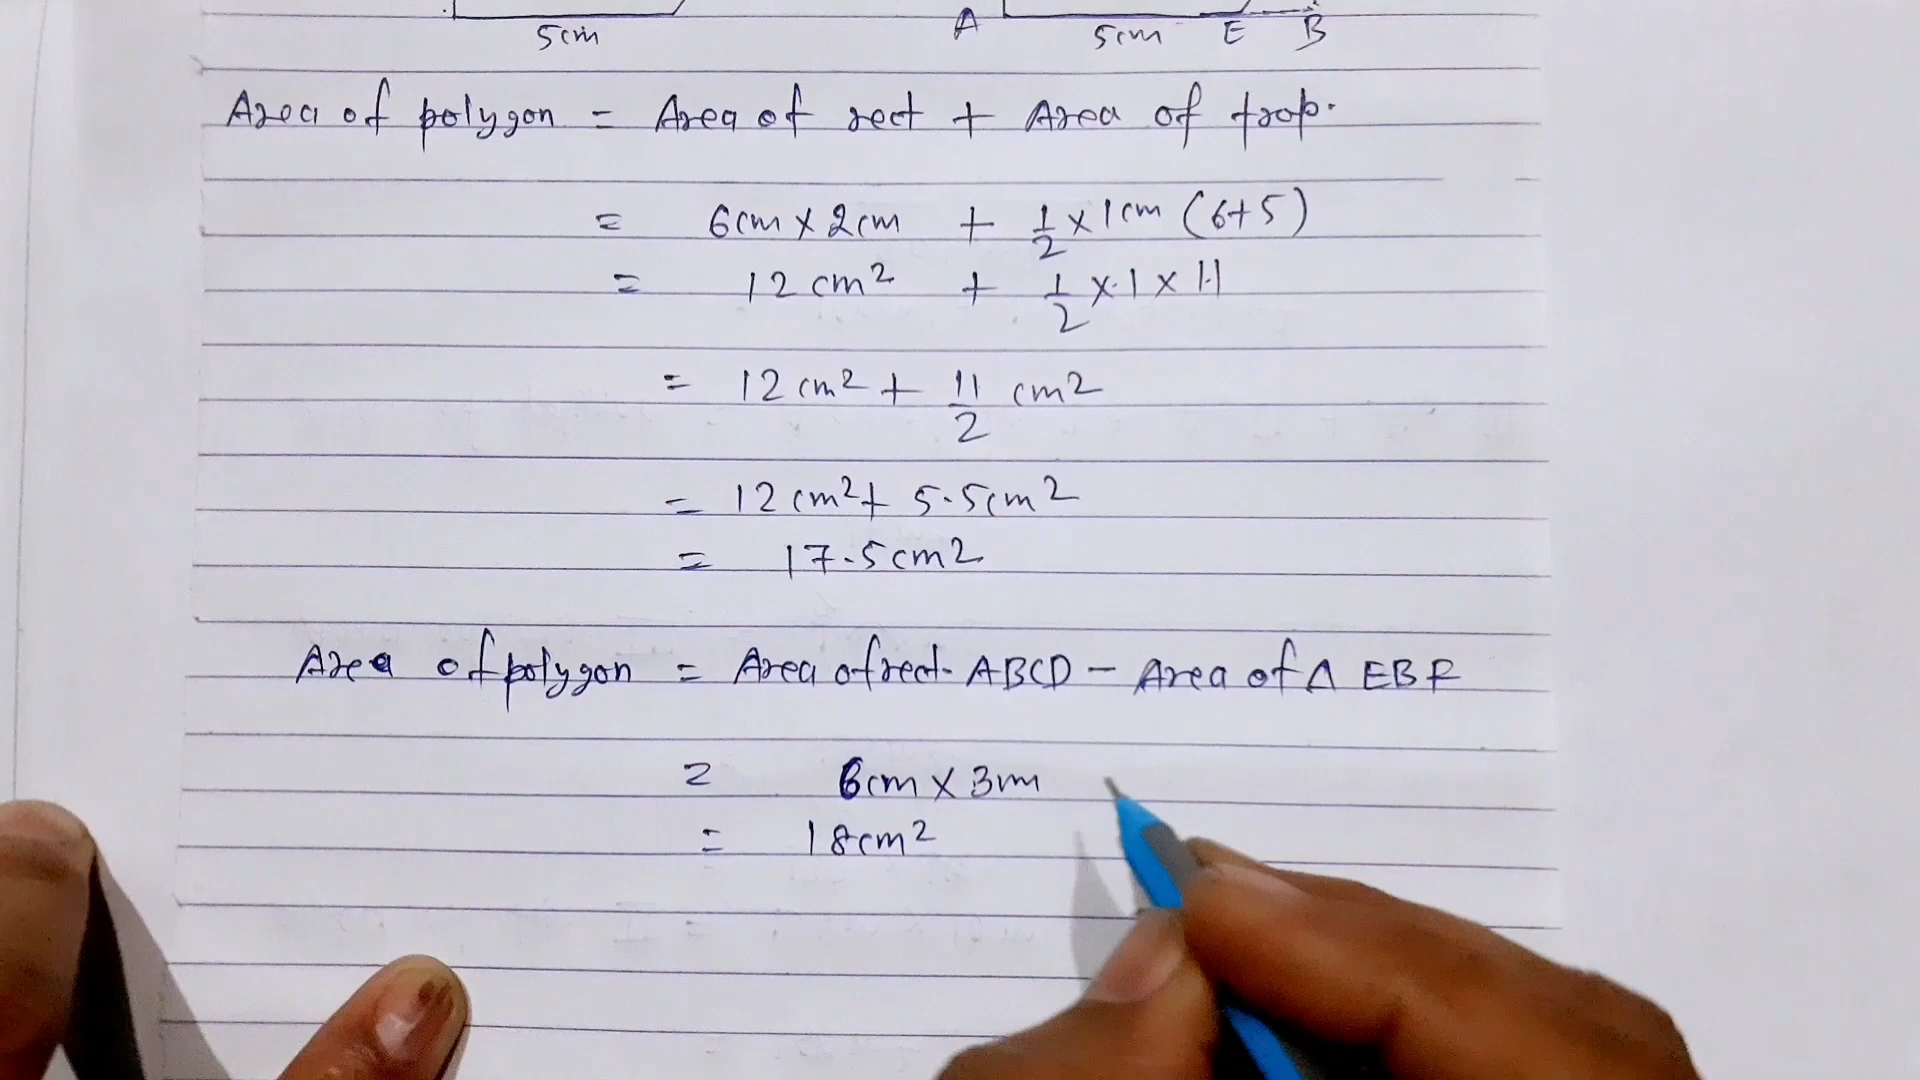 5cm A 5cm E B
Area of polygon = Area of rect + Area of trap.
= 6cm × 2cm + 1/2 × 1cm (6+5)
= 12 cm² + 1/2 × 1 × 11
= 12 cm² + 11/2 cm²
= 12 cm² + 5.5cm²
= 17.5cm2
Area of polygon = Area of rect. ABCD - Area of Δ EBF
= 6cm × 3cm
= 18cm²